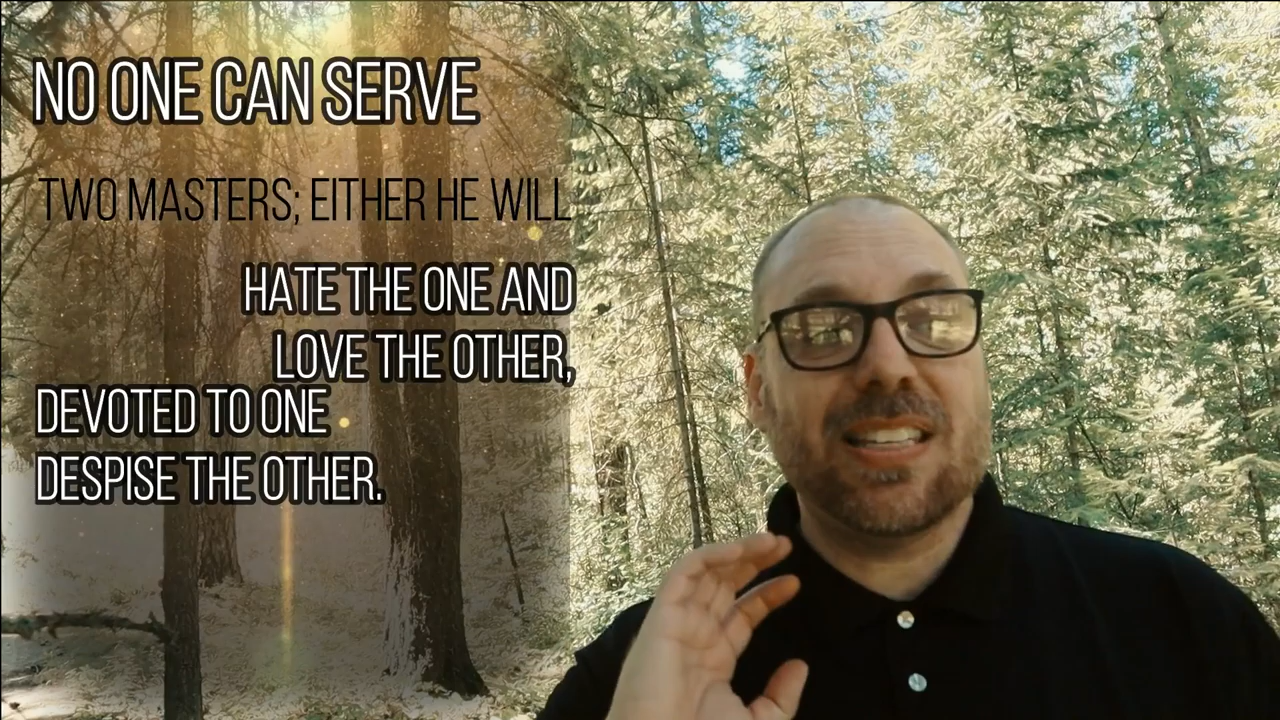 NO ONE CAN SERVE
TWO MASTERS; EITHER HE WILL
HATE THE ONE AND
LOVE THE OTHER,
DEVOTED TO ONE
DESPISE THE OTHER.